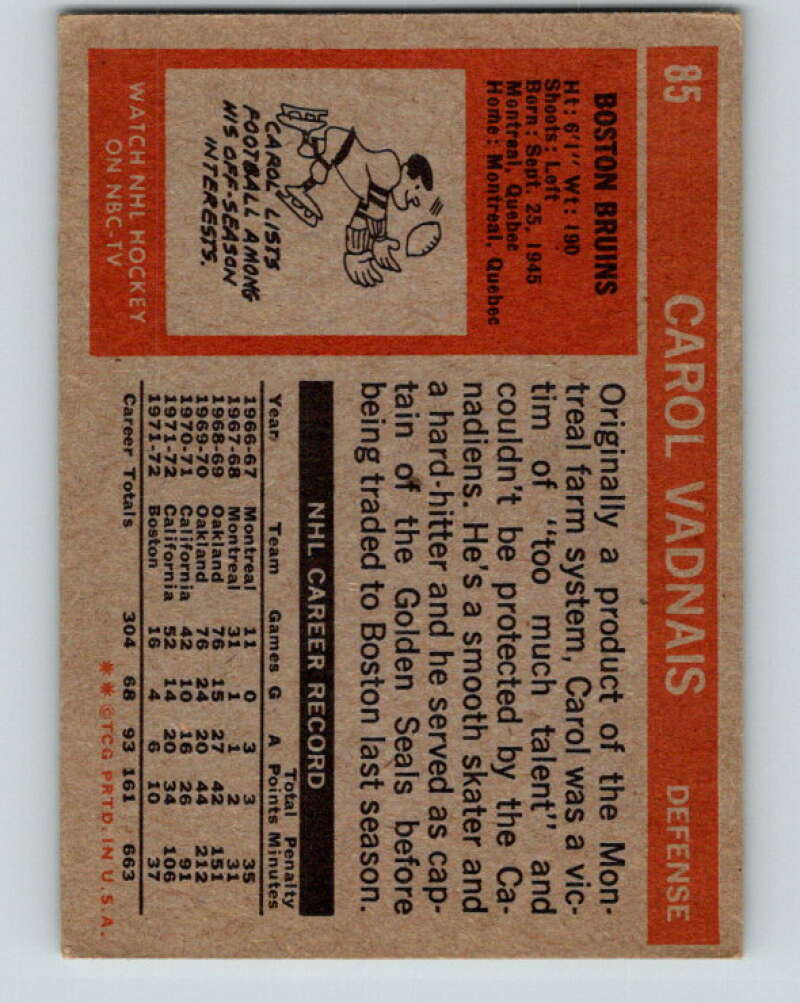 85 CAROL VADNAIS DEFENSE
BOSTON BRUINS
Ht: 6'1" Wt: 190
Shoots: Left
Born: Sept. 25, 1945
Montreal, Quebec
Home: Montreal, Quebec
CAROL LISTS
FOOTBALL AMONG
HIS OFF-SEASON
INTERESTS.
WATCH NHL HOCKEY
ON NBC-TV
Originally a product of the Mon-
treal farm system, Carol was a vic-
tim of "too much talent" and
couldn't be protected by the Ca-
nadiens. He's a smooth skater and
a hard-hitter and he served as cap-
tain of the Golden Seals before
being traded to Boston last season.
NHL CAREER RECORD
Total Penalty
Year Team Games G A Points Minutes
1966-67 Montreal 11 0 3 3 35
1967-68 Montreal 31 1 1 2 31
1968-69 Oakland 76 15 27 42 151
1969-70 Oakland 76 24 20 44 212
1970-71 California 42 10 16 26 91
1971-72 California 52 14 20 34 106
1971-72 Boston 16 4 6 10 37
Career Totals 304 68 93 161 663
** ©TCG PRTD. IN U.S.A.